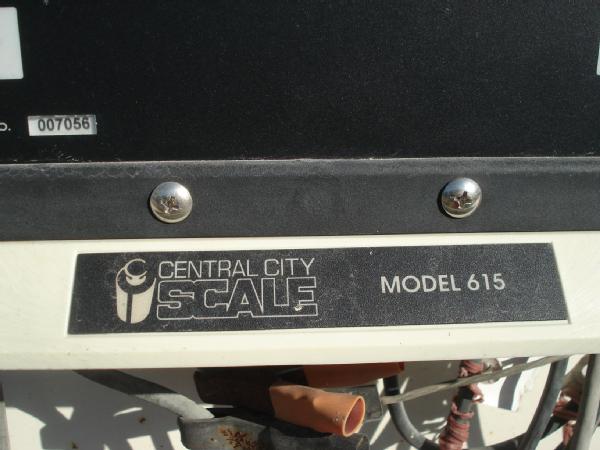 007056
CENTRAL CITY
SCALE
MODEL 615